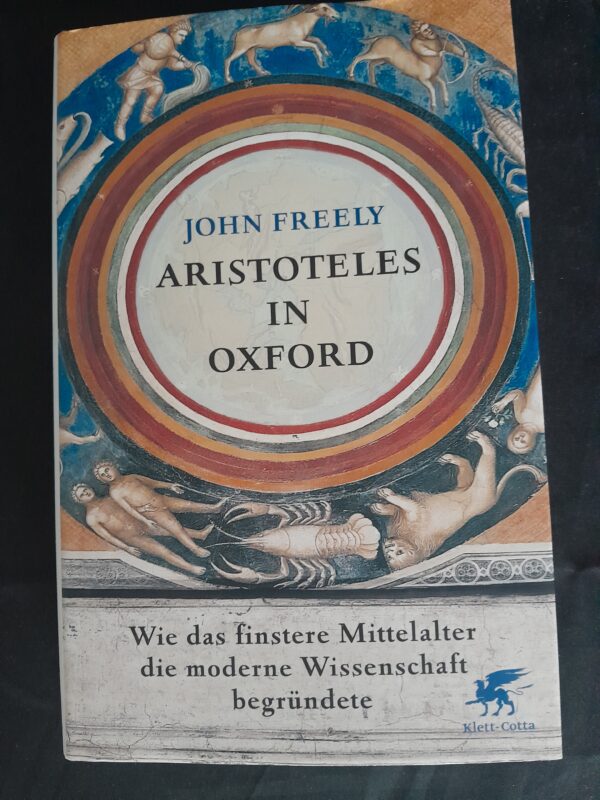 JOHN FREELY
ARISTOTELES
IN
OXFORD
Wie das finstere Mittelalter
die moderne Wissenschaft
begründete
Klett-Cotta